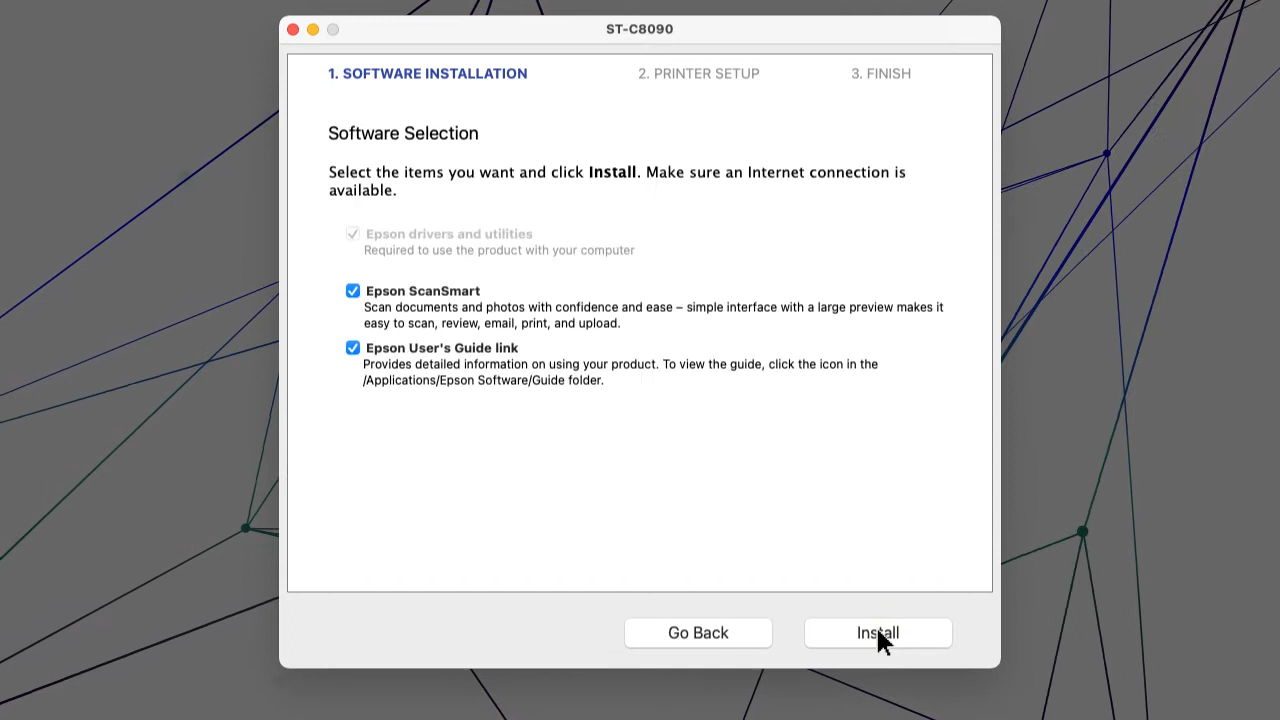 ST-C8090
1. SOFTWARE INSTALLATION
2. PRINTER SETUP
3. FINISH
Software Selection
Select the items you want and click Install. Make sure an Internet connection is
available.
Epson drivers and utilities
Required to use the product with your computer
Epson ScanSmart
Scan documents and photos with confidence and ease – simple interface with a large preview makes it
easy to scan, review, email, print, and upload.
Epson User's Guide link
Provides detailed information on using your product. To view the guide, click the icon in the
/Applications/Epson Software/Guide folder.
Go Back
Install